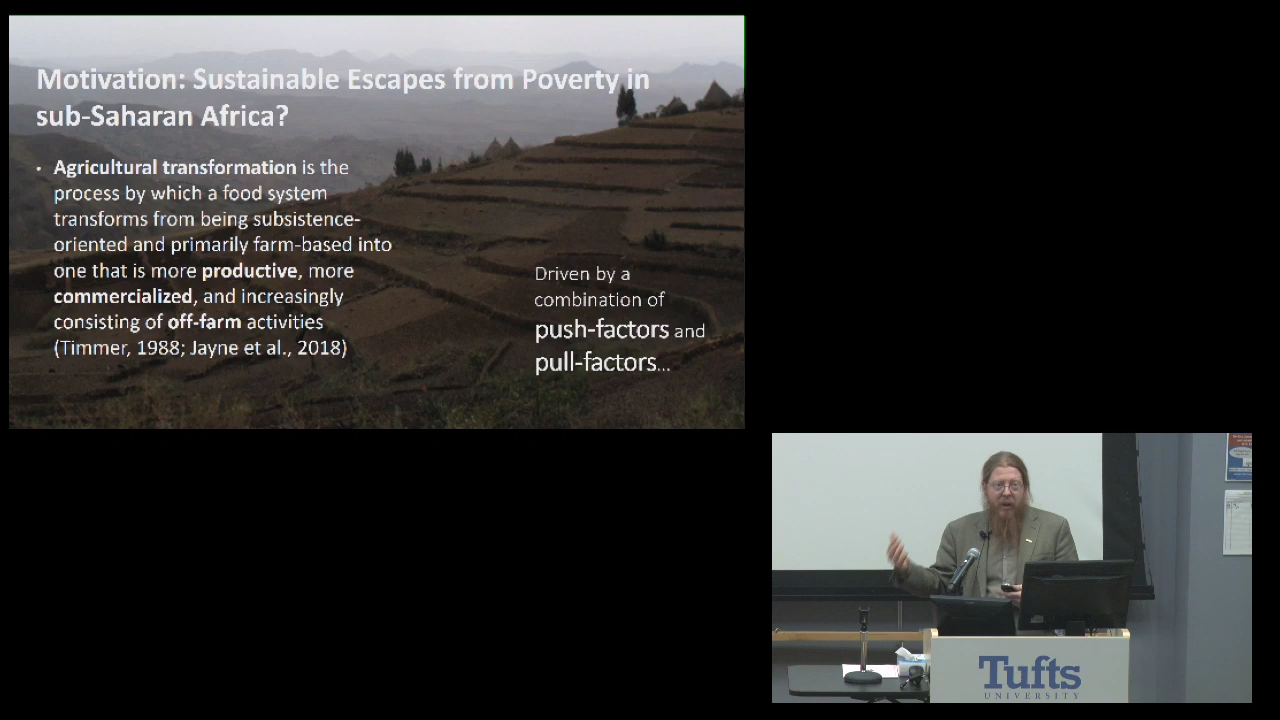 Motivation: Sustainable Escapes from Poverty in
sub-Saharan Africa?
• Agricultural transformation is the
process by which a food system
transforms from being subsistence-
oriented and primarily farm-based into
one that is more productive, more
commercialized, and increasingly
consisting of off-farm activities
(Timmer, 1988; Jayne et al., 2018)
Driven by a
combination of
push-factors and
pull-factors...
Tufts
UNIVERSITY